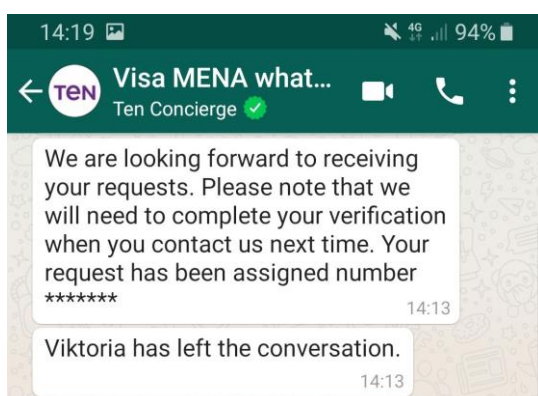 14:19 4G 94%
TEN Visa MENA what...
Ten Concierge
We are looking forward to receiving
your requests. Please note that we
will need to complete your verification
when you contact us next time. Your
request has been assigned number
*******
14:13
Viktoria has left the conversation.
14:13